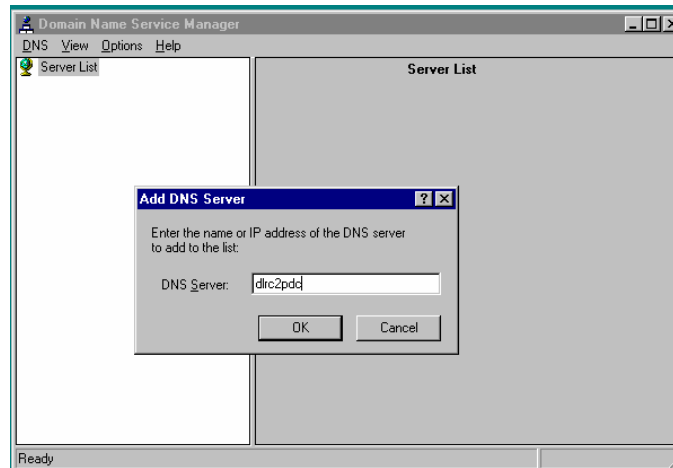 Domain Name Service Manager
DNS View Options Help
Server List
Server List
Add DNS Server
Enter the name or IP address of the DNS server
to add to the list:
DNS Server: dlrc2pdc
OK Cancel
Ready